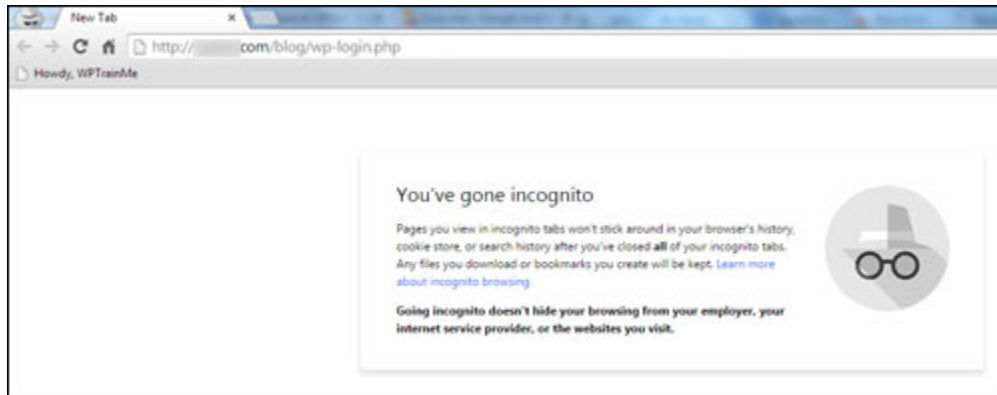 New Tab
http:// com/blog/wp-login.php
Howdy, WPTrainMe
You've gone incognito
Pages you view in incognito tabs won't stick around in your browser's history,
cookie store, or search history after you've closed all of your incognito tabs.
Any files you download or bookmarks you create will be kept. Learn more
about incognito browsing
Going incognito doesn't hide your browsing from your employer, your
internet service provider, or the websites you visit.